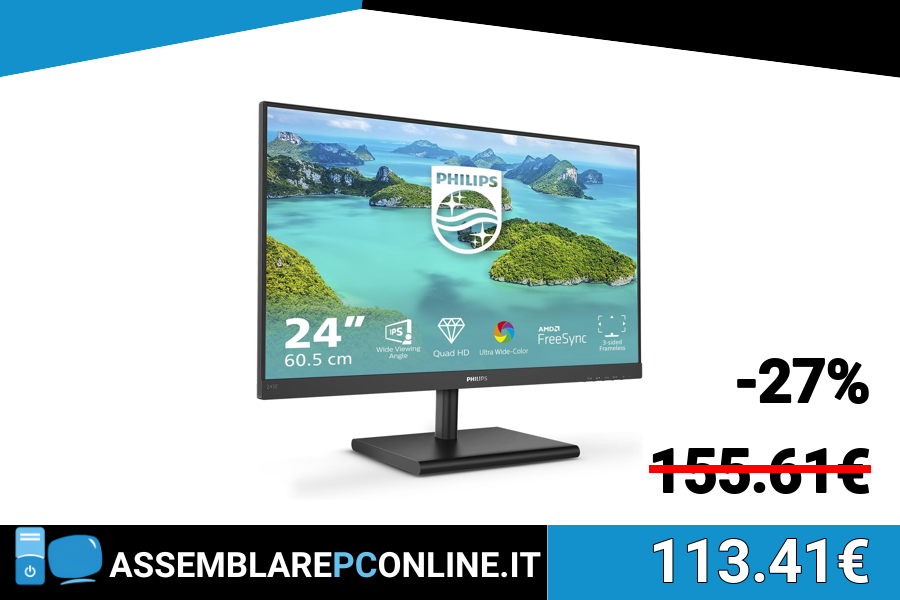 PHILIPS
24"
60.5 cm
IPS
Wide Viewing
Angle
Quad HD
Ultra Wide-Color
AMD
FreeSync
3-sided
Frameless
PHILIPS
-27%
155.61€
ASSEMBLAREPCONLINE.IT
113.41€